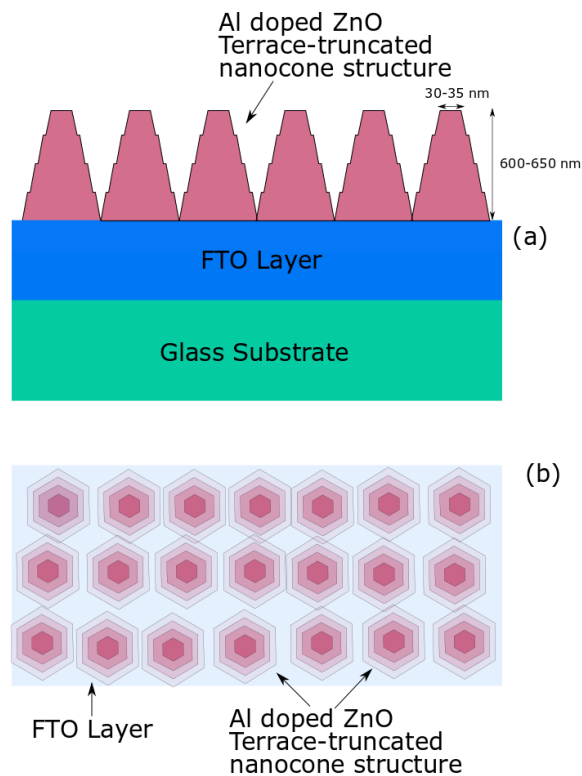 Al doped ZnO
Terrace-truncated
nanocone structure
30-35 nm
600-650 nm
(a)
FTO Layer
Glass Substrate
(b)
FTO Layer
Al doped ZnO
Terrace-truncated
nanocone structure